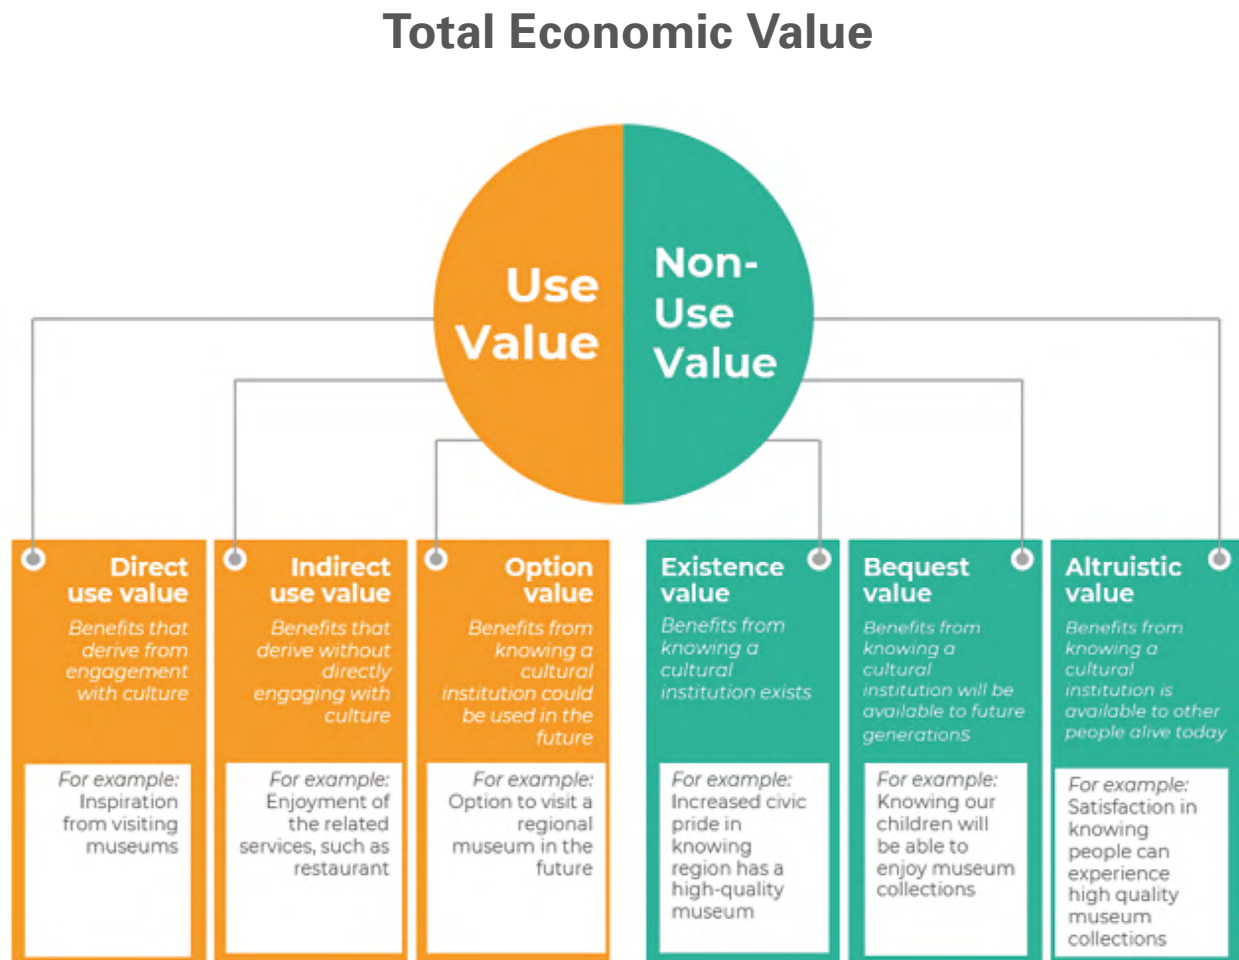 Total Economic Value
Use
Value
Non-
Use
Value
Direct
use value
Benefits that
derive from
engagement
with culture
For example:
Inspiration
from visiting
museums
Indirect
use value
Benefits that
derive without
directly
engaging with
culture
For example:
Enjoyment of
the related
services, such as
restaurant
Option
value
Benefits from
knowing a
cultural
institution could
be used in the
future
For example:
Option to visit a
regional
museum in the
future
Existence
value
Benefits from
knowing a
cultural
institution exists
For example:
Increased civic
pride in
knowing
region has a
high-quality
museum
Bequest
value
Benefits from
knowing a
cultural
institution will be
available to future
generations
For example:
Knowing our
children will
be able to
enjoy museum
collections
Altruistic
value
Benefits from
knowing a
cultural
institution is
available to other
people alive today
For example:
Satisfaction in
knowing
people can
experience
high quality
museum
collections